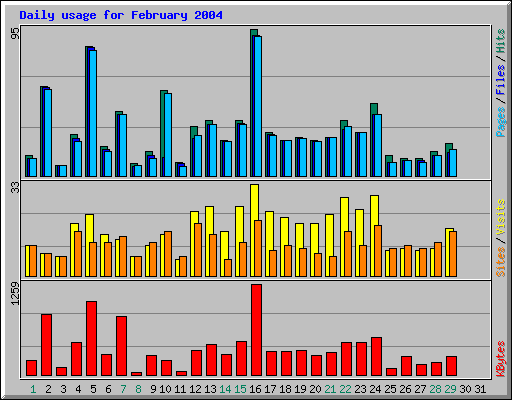 Daily usage for February 2004
95
Pages / Files / Hits
33
Sites / Visits
1259
KBytes
1 2 3 4 5 6 7 8 9 10 11 12 13 14 15 16 17 18 19 20 21 22 23 24 25 26 27 28 29 30 31